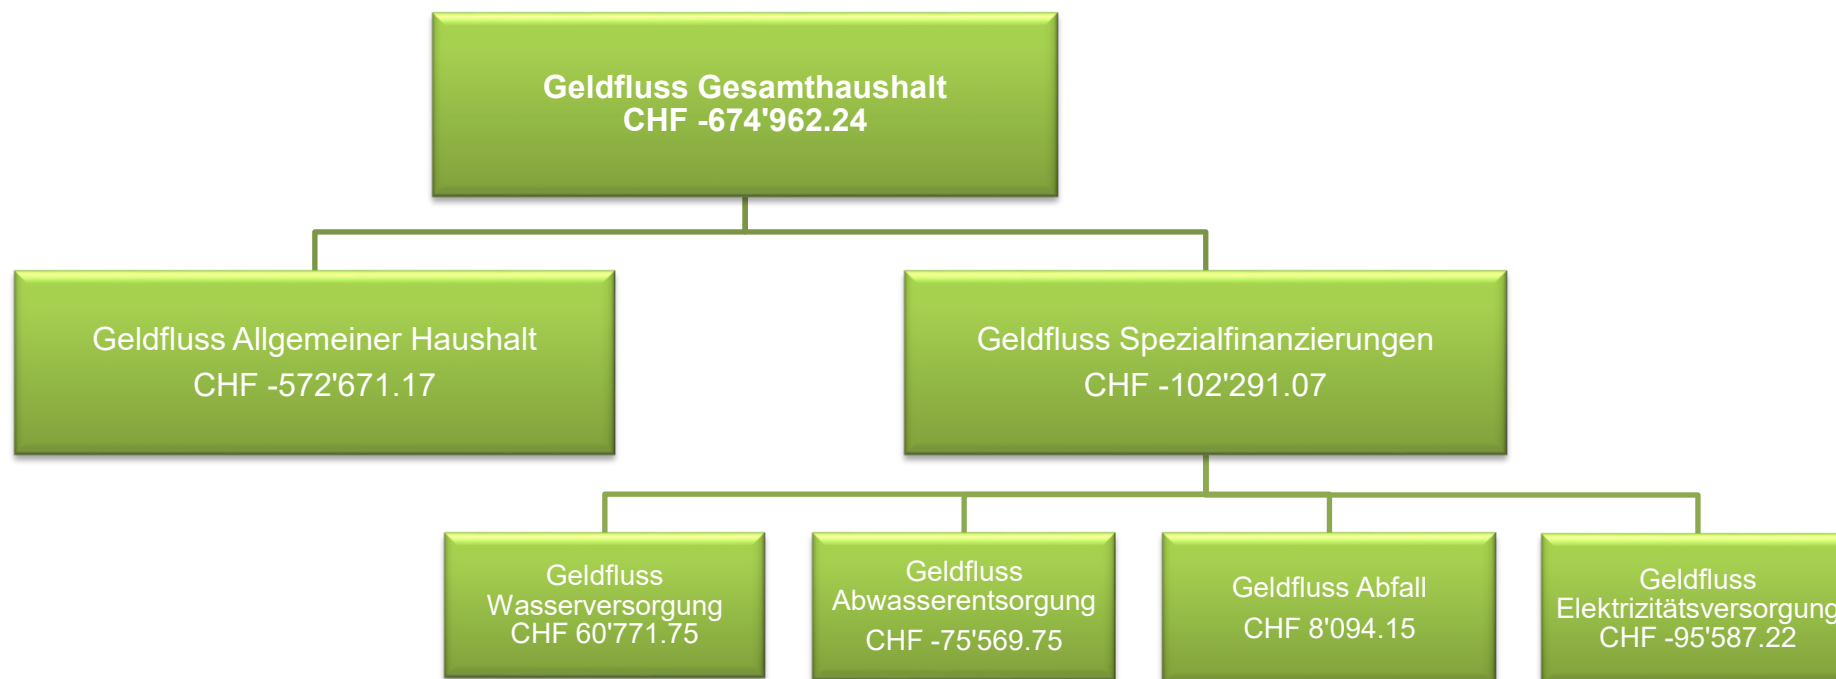 Geldfluss Gesamthaushalt
CHF -674'962.24
Geldfluss Allgemeiner Haushalt
CHF -572'671.17
Geldfluss Spezialfinanzierungen
CHF -102'291.07
Geldfluss
Wasserversorgung
CHF 60'771.75
Geldfluss
Abwasserentsorgung
CHF -75'569.75
Geldfluss Abfall
CHF 8'094.15
Geldfluss
Elektrizitätsversorgung
CHF -95'587.22